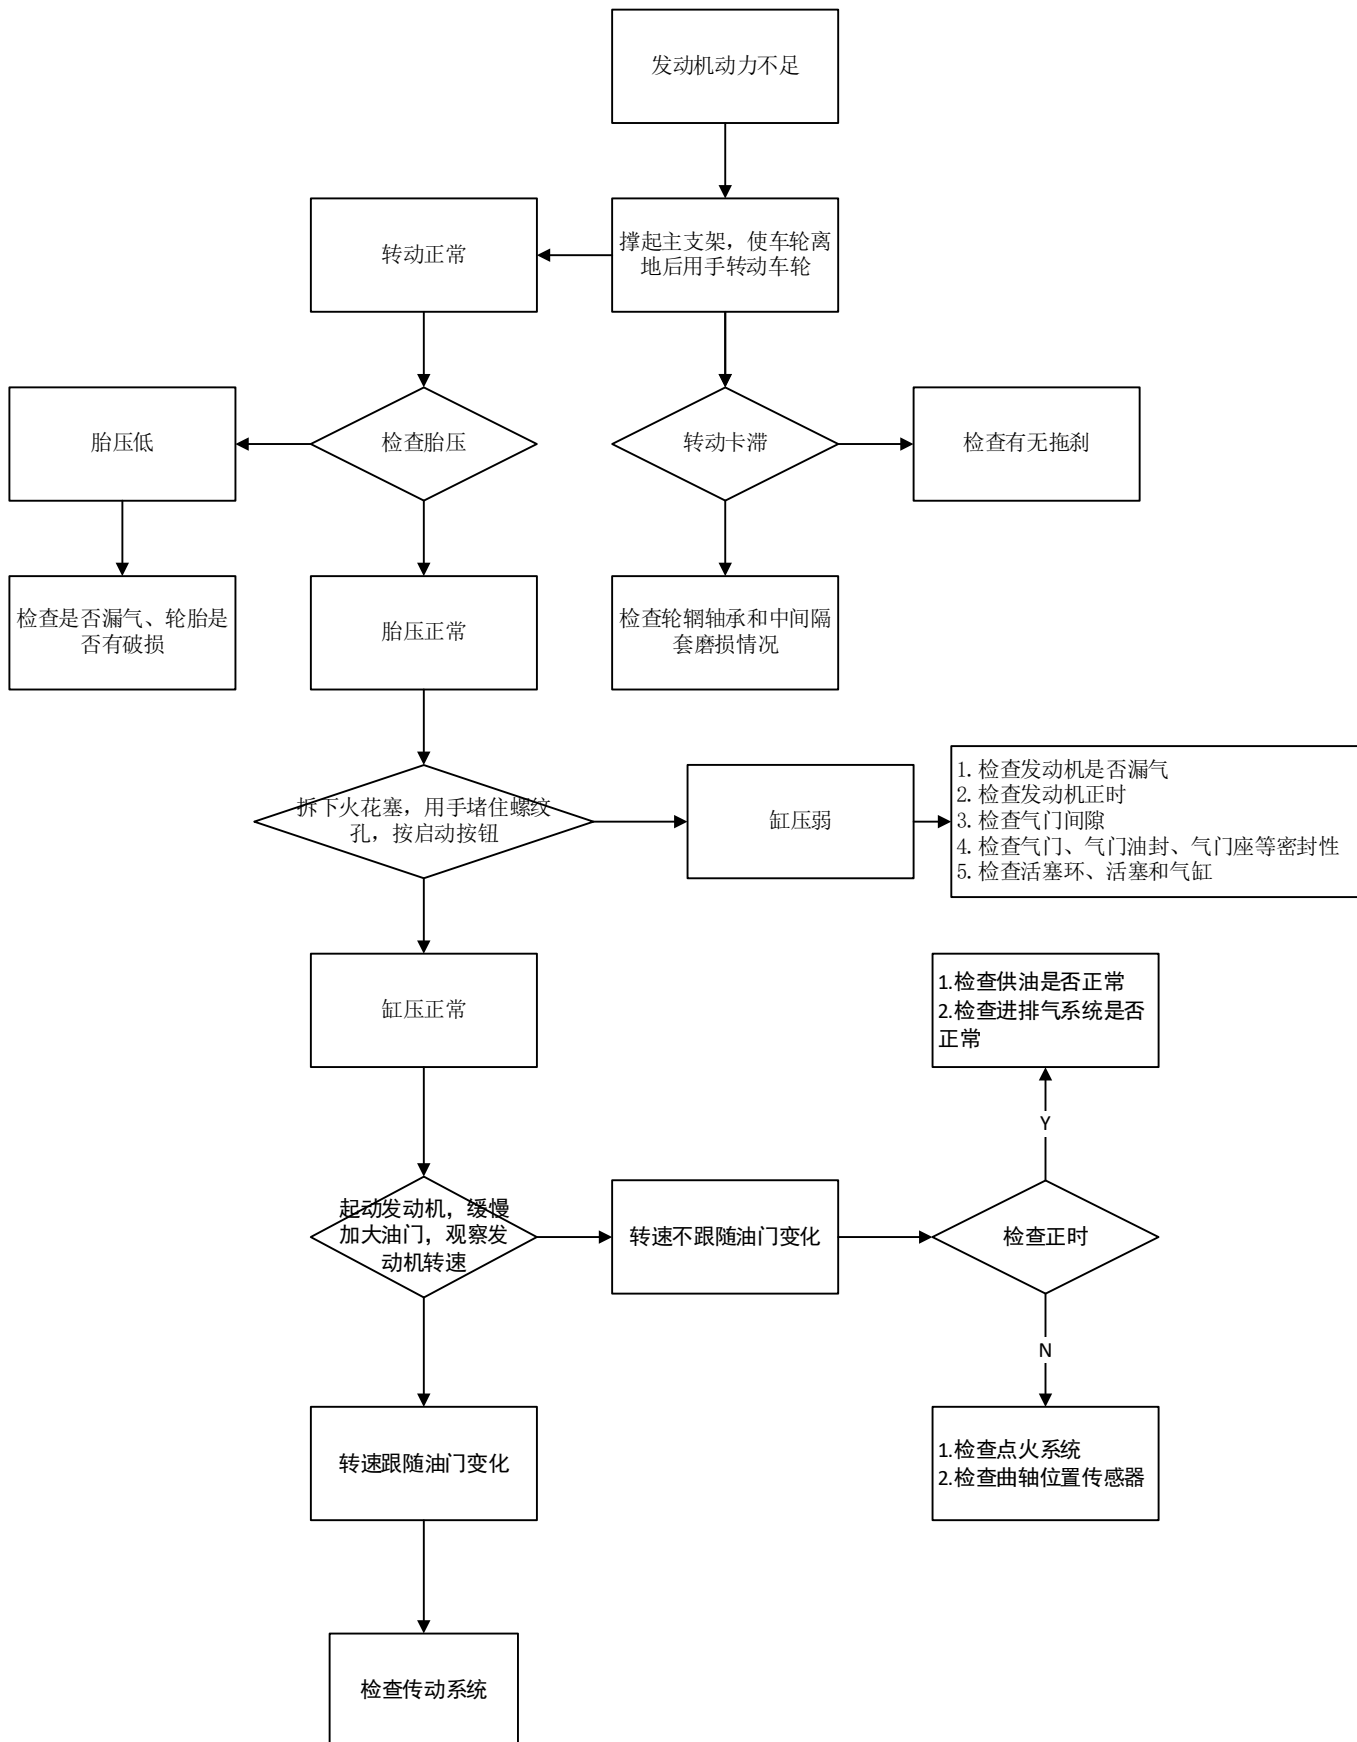 发动机动力不足
转动正常
撑起主支架，使车轮离
地后用手转动车轮
胎压低
检查胎压
转动卡滞
检查有无拖刹
检查是否漏气、轮胎是
否有破损
胎压正常
检查轮辋轴承和中间隔
套磨损情况
拆下火花塞，用手堵住螺纹
孔，按启动按钮
缸压弱
1. 检查发动机是否漏气
2. 检查发动机正时
3. 检查气门间隙
4. 检查气门、气门油封、气门座等密封性
5. 检查活塞环、活塞和气缸
缸压正常
1.检查供油是否正常
2.检查进排气系统是否
正常
Y
起动发动机，缓慢
加大油门，观察发
动机转速
转速不跟随油门变化
检查正时
N
转速跟随油门变化
1.检查点火系统
2.检查曲轴位置传感器
检查传动系统